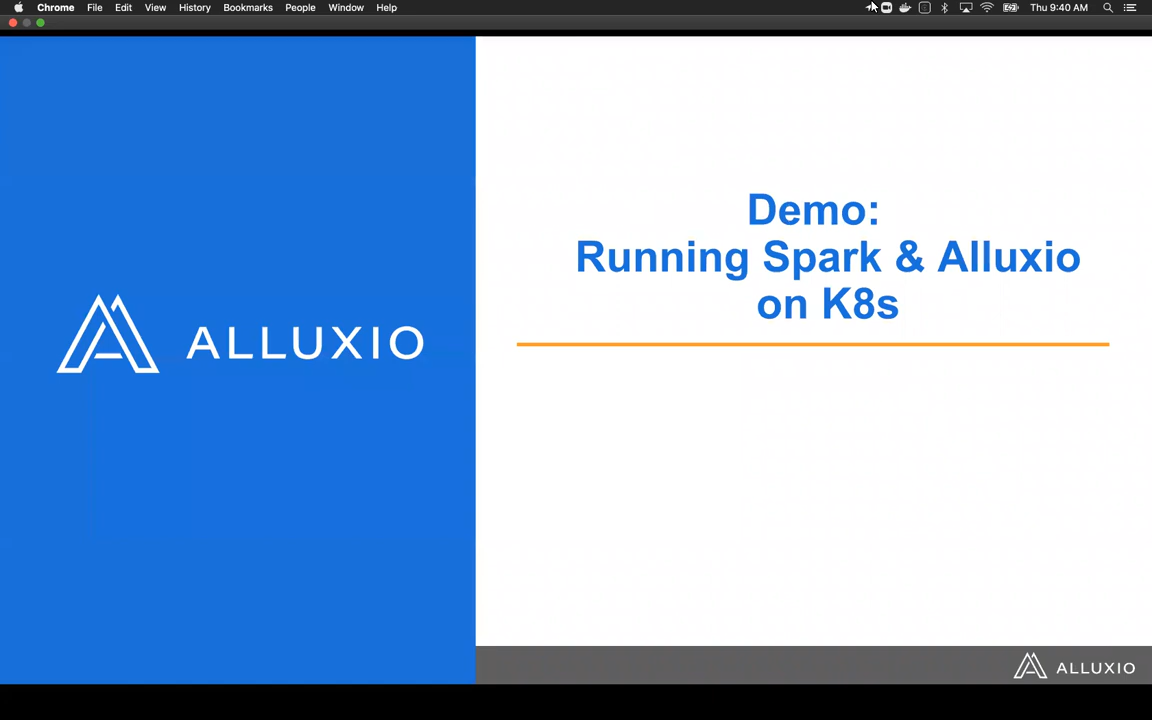 Chrome File Edit View History Bookmarks People Window Help Thu 9:40 AM
Demo:
Running Spark & Alluxio
on K8s
ALLUXIO
ALLUXIO